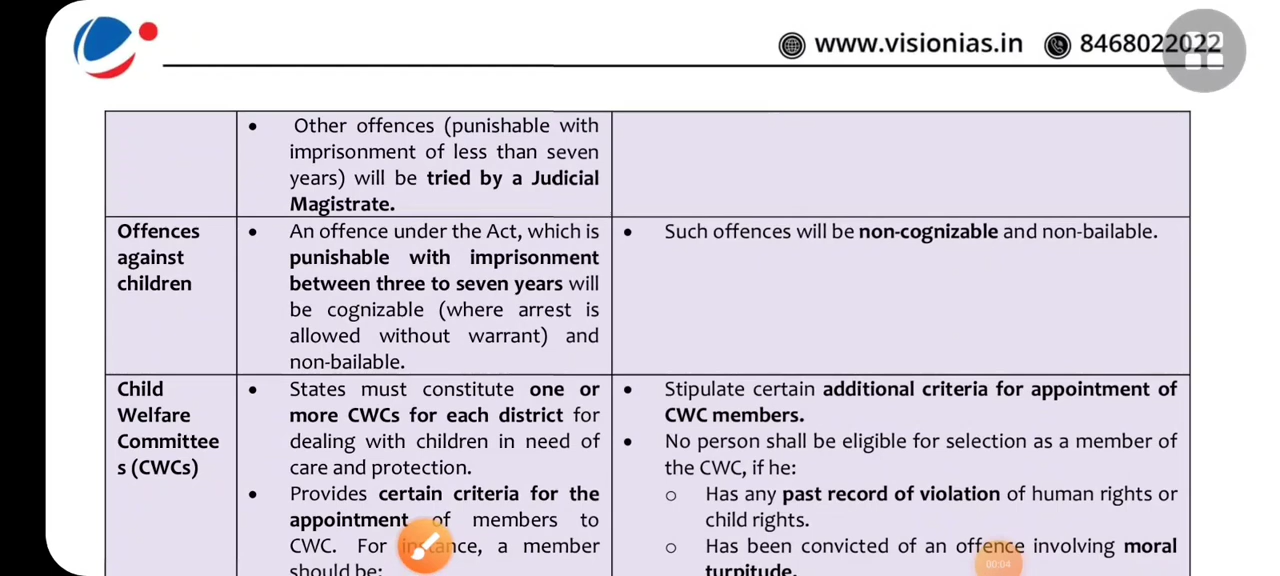 www.visionias.in 8468022022
Other offences (punishable with
imprisonment of less than seven
years) will be tried by a Judicial
Magistrate.
Offences
against
children
• An offence under the Act, which is
punishable with imprisonment
between three to seven years will
be cognizable (where arrest is
allowed without warrant) and
non-bailable.
• Such offences will be non-cognizable and non-bailable.
Child
Welfare
Committee
s (CWCs)
• States must constitute one or
more CWCs for each district for
dealing with children in need of
care and protection.
• Provides certain criteria for the
appointment of members to
CWC. For instance, a member
should be:
• Stipulate certain additional criteria for appointment of
CWC members.
• No person shall be eligible for selection as a member of
the CWC, if he:
o Has any past record of violation of human rights or
child rights.
o Has been convicted of an offence involving moral
turpitude.
00:04